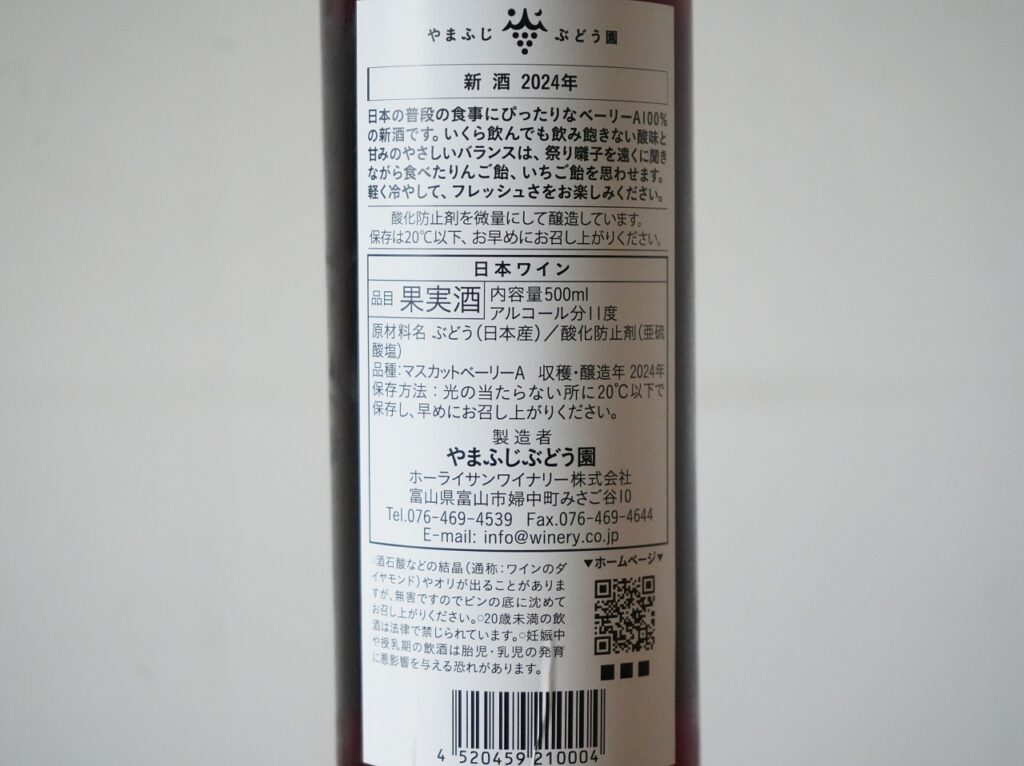 やまふじ ぶどう園
新酒 2024年
日本の普段の食事にぴったりなベーリーA100%
の新酒です。いくら飲んでも飲み飽きない酸味と
甘みのやさしいバランスは、祭り囃子を遠くに聞き
ながら食べたりんご飴、いちご飴を思わせます。
軽く冷やして、フレッシュさをお楽しみください。
酸化防止剤を微量にして醸造しています。
保存は20℃以下、お早めにお召し上がりください。
日本ワイン
品目 果実酒 内容量500ml
アルコール分11度
原材料名 ぶどう(日本産)/酸化防止剤(亜硫
酸塩)
品種:マスカットベーリーA 収穫・醸造年 2024年
保存方法:光の当たらない所に20℃以下で
保存し、早めにお召し上がりください。
製造者
やまふじぶどう園
ホーライサンワイナリー株式会社
富山県富山市婦中町みさご谷10
Tel.076-469-4539 Fax.076-469-4644
E-mail: info@winery.co.jp
○酒石酸などの結晶(通称:ワインのダ
イヤモンド)やオリが出ることがありま
すが、無害ですのでビンの底に沈めて
お召し上がりください。○20歳未満の飲
酒は法律で禁じられています。○妊娠中
や授乳期の飲酒は胎児・乳児の発育
に悪影響を与える恐れがあります。
▼ホームページ▼
4 520459 210004